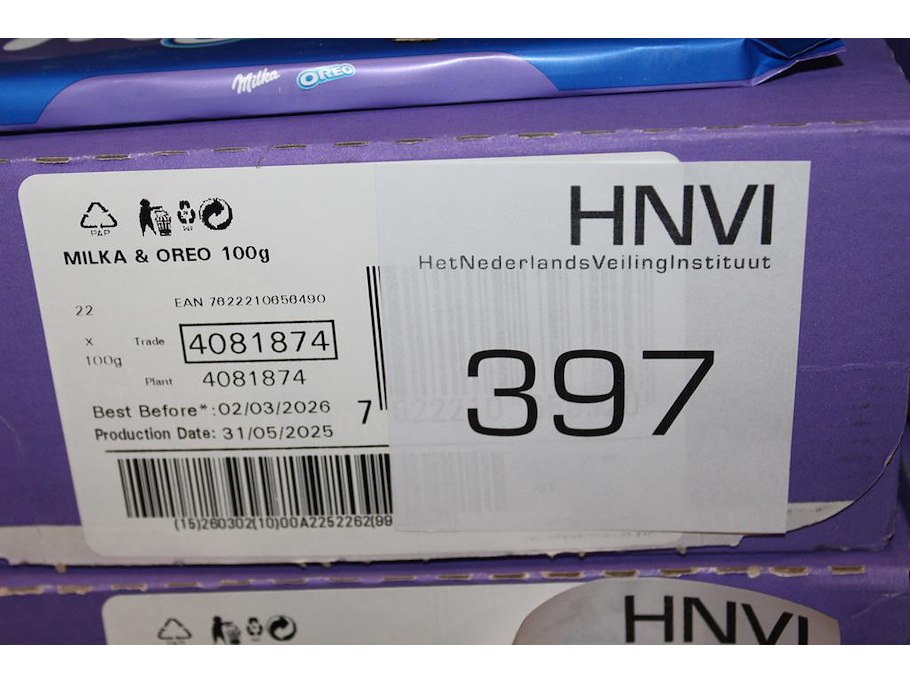 Milka OREO
PAP
MILKA & OREO 100g
EAN 7622210656490
22
x
100g
Trade 4081874
Plant 4081874
Best Before*: 02/03/2026
Production Date: 31/05/2025
7
(15)260302(10)00A2252262(99
HNVI
HetNederlandsVeilingInstituut
397
HNVI